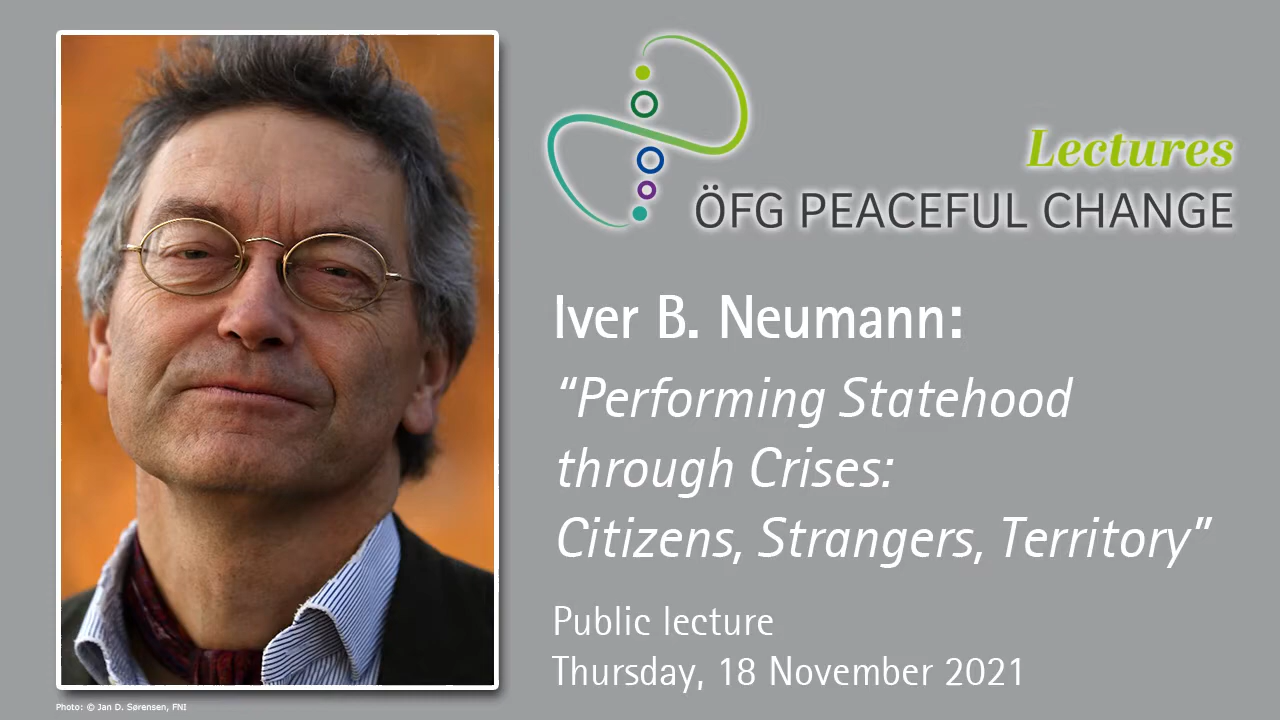 Lectures
ÖFG PEACEFUL CHANGE
Iver B. Neumann:
“Performing Statehood
through Crises:
Citizens, Strangers, Territory”
Public lecture
Thursday, 18 November 2021
Photo: © Jan D. Sørensen, FNI